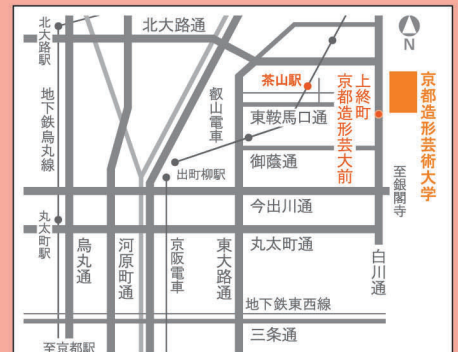 北大路通
北大路駅
N
茶山駅
上終町
京都造形芸大前
京都造形芸術大学
地下鉄烏丸線
叡山電車
東鞍馬口通
御蔭通
出町柳駅
至銀閣寺
今出川通
丸太町駅
丸太町通
烏丸通
河原町通
京阪電車
東大路通
白川通
地下鉄東西線
三条通
至京都駅